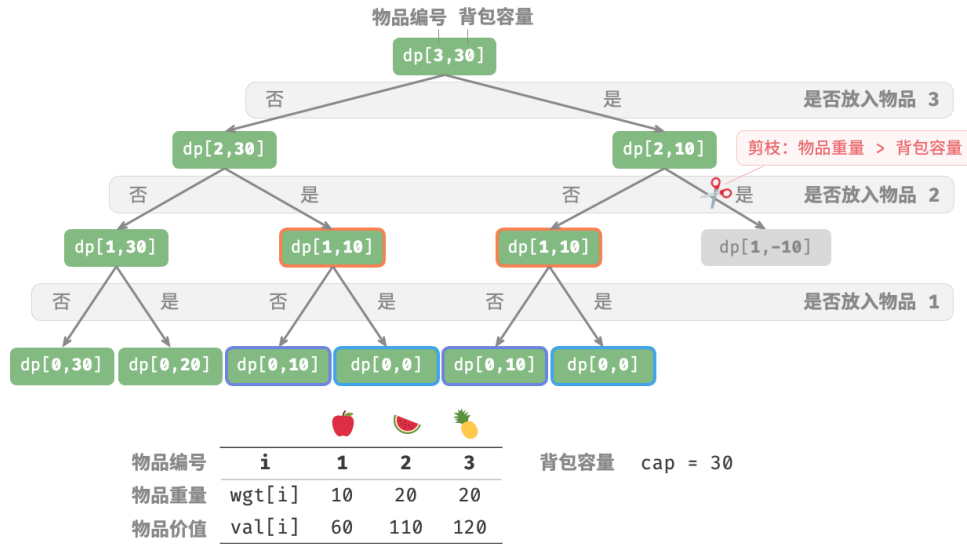 物品编号 背包容量
dp[3,30]
否 是 是否放入物品 3
dp[2,30] dp[2,10] 剪枝: 物品重量 > 背包容量
否 是 否 是 是否放入物品 2
dp[1,30] dp[1,10] dp[1,10] dp[1,-10]
否 是 否 是 否 是 是否放入物品 1
dp[0,30] dp[0,20] dp[0,10] dp[0,0] dp[0,10] dp[0,0]
物品编号 i 1 2 3 背包容量 cap = 30
物品重量 wgt[i] 10 20 20
物品价值 val[i] 60 110 120